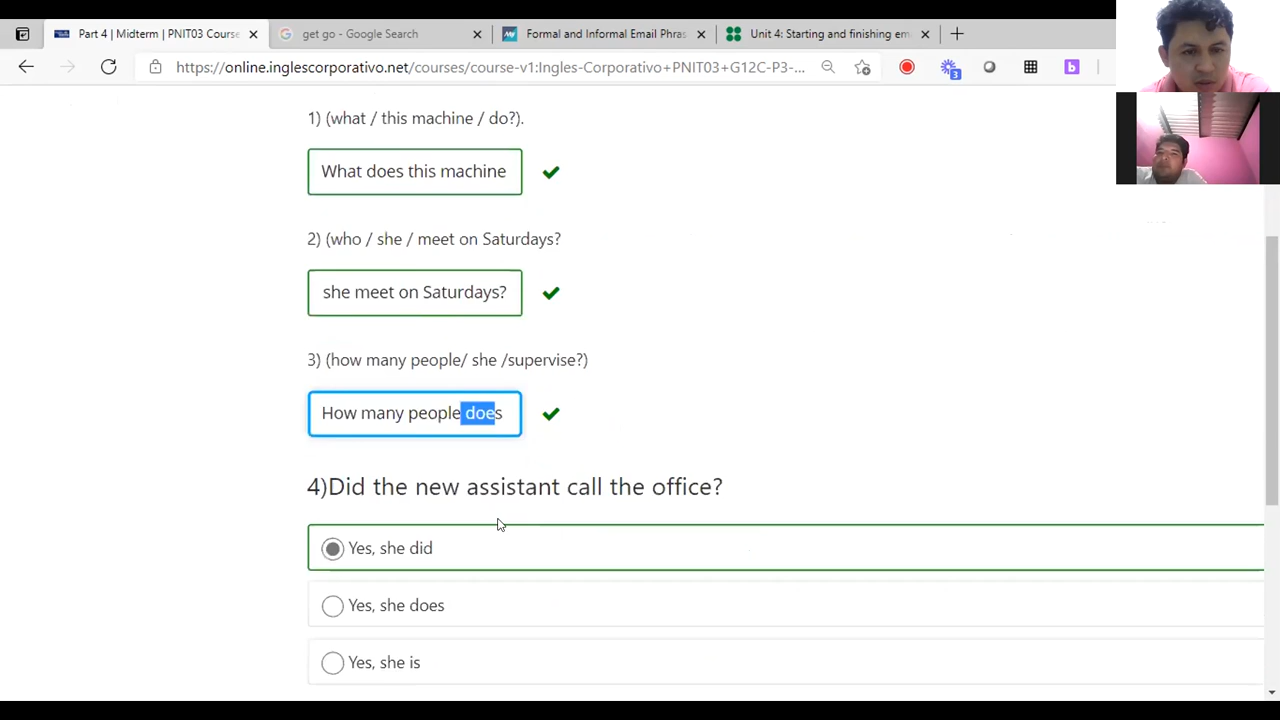 Part 4 | Midterm | PNIT03 Course
get go - Google Search
Formal and Informal Email Phras
Unit 4: Starting and finishing em
https://online.inglescorporativo.net/courses/course-v1:Ingles-Corporativo+PNIT03+G12C-P3-...
3
b
1) (what / this machine / do?).
What does this machine
2) (who / she / meet on Saturdays?
she meet on Saturdays?
3) (how many people/ she /supervise?)
How many people does
4)Did the new assistant call the office?
Yes, she did
Yes, she does
Yes, she is